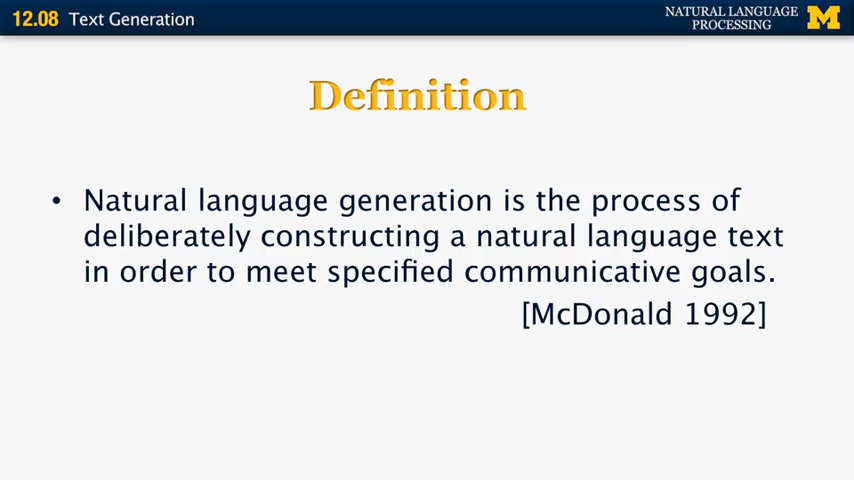 12.08 Text Generation
NATURAL LANGUAGE
PROCESSING
M
Definition
• Natural language generation is the process of
deliberately constructing a natural language text
in order to meet specified communicative goals.
[McDonald 1992]